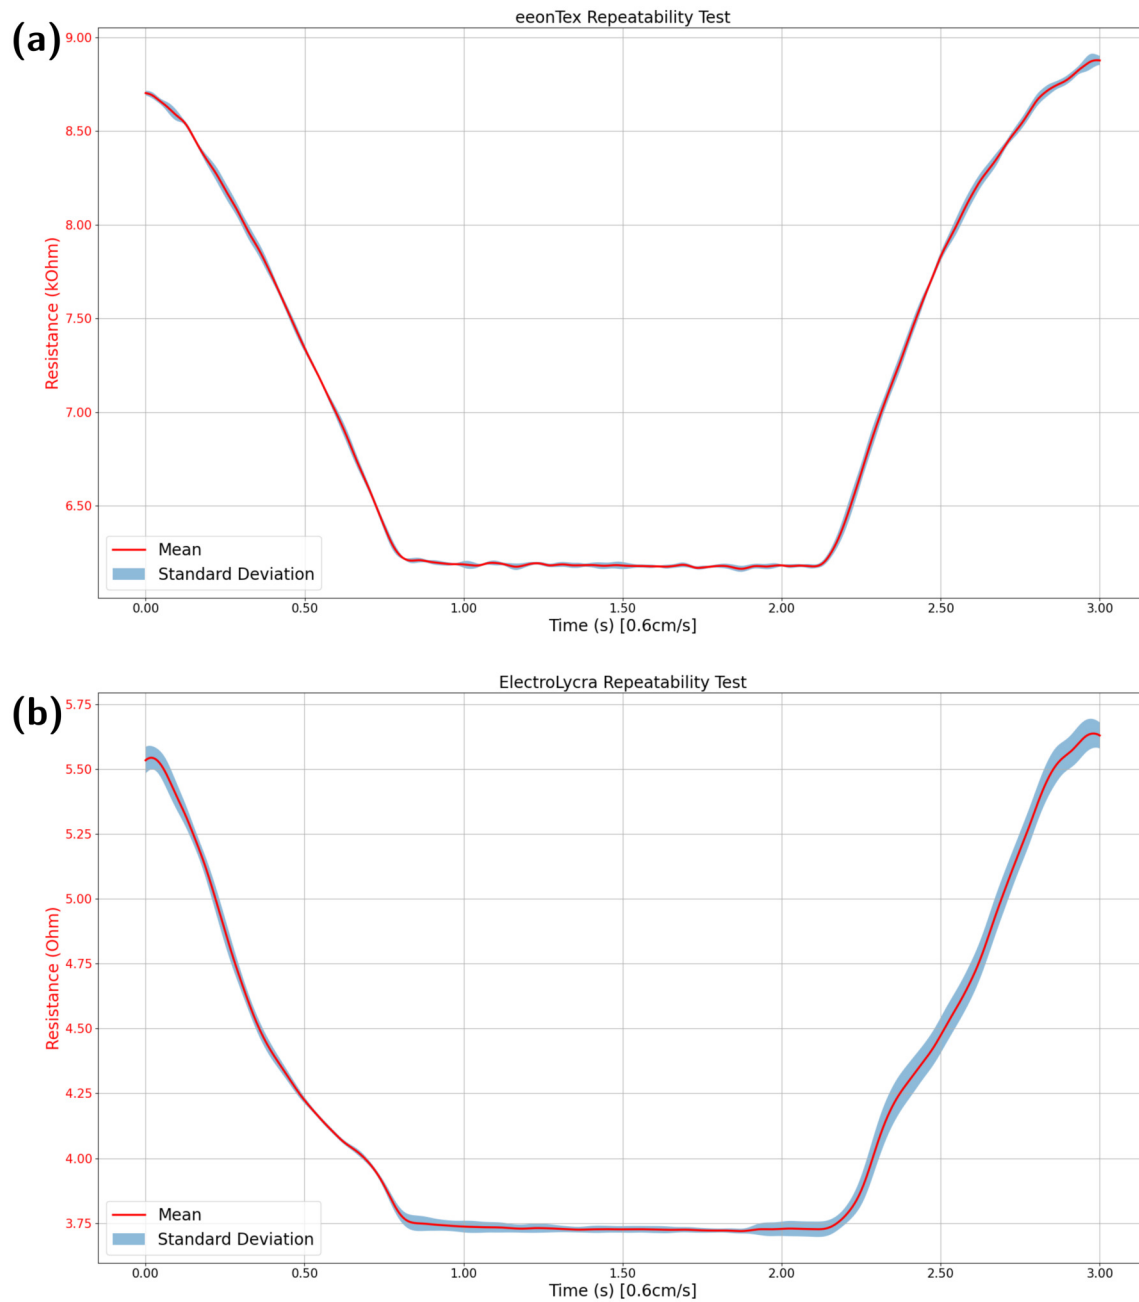 (a)
eeonTex Repeatability Test
9.00
8.50
8.00
7.50
7.00
6.50
Resistance (kOhm)
Mean
Standard Deviation
0.00 0.50 1.00 1.50 2.00 2.50 3.00
Time (s) [0.6cm/s]
(b)
ElectroLycra Repeatability Test
5.75
5.50
5.25
5.00
4.75
4.50
4.25
4.00
3.75
Resistance (Ohm)
Mean
Standard Deviation
0.00 0.50 1.00 1.50 2.00 2.50 3.00
Time (s) [0.6cm/s]